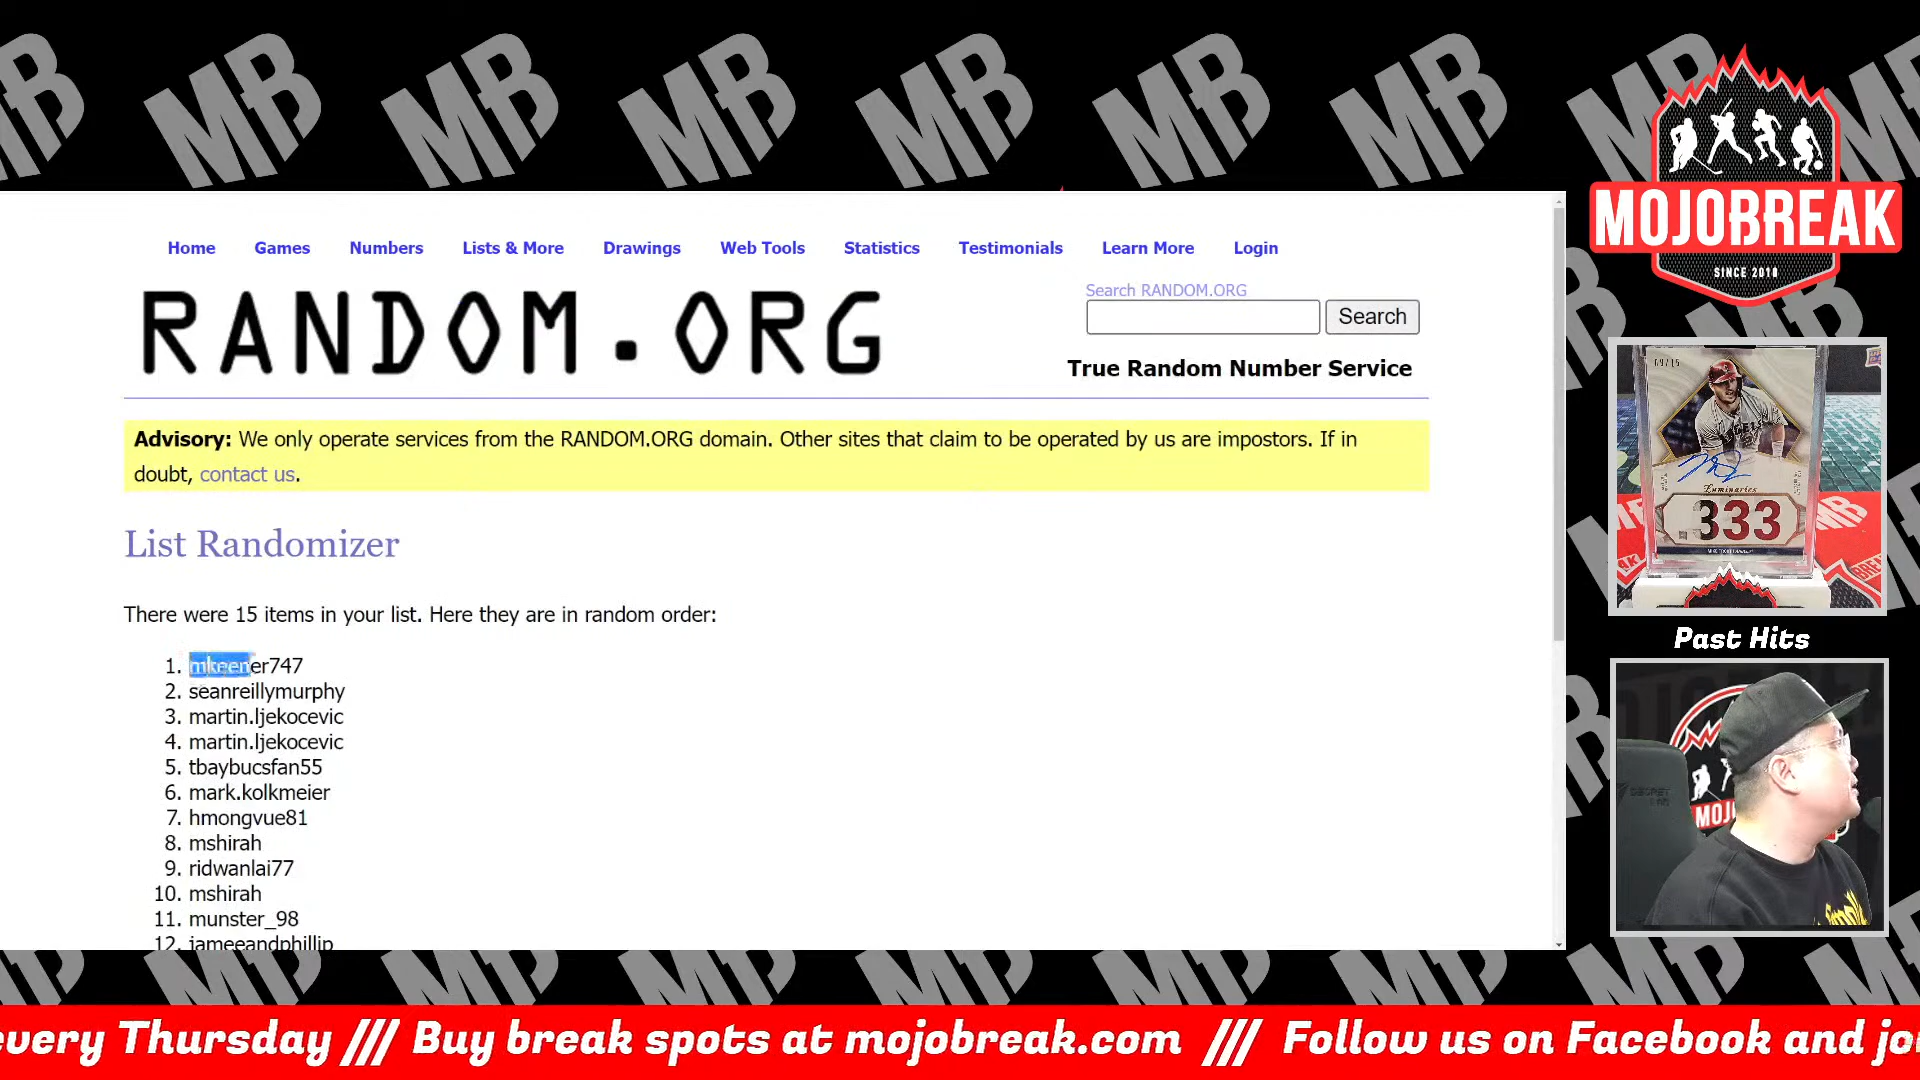 Home Games Numbers Lists & More Drawings Web Tools Statistics Testimonials Learn More Login
RANDOM.ORG
Search RANDOM.ORG
Search
True Random Number Service
Advisory: We only operate services from the RANDOM.ORG domain. Other sites that claim to be operated by us are impostors. If in
doubt, contact us.
List Randomizer
There were 15 items in your list. Here they are in random order:
1. mkeener747
2. seanreillymurphy
3. martin.ljekocevic
4. martin.ljekocevic
5. tbaybucsfan55
6. mark.kolkmeier
7. hmongvue81
8. mshirah
9. ridwanlai77
10. mshirah
11. munster_98
12. jameeandphillip
MB MB MB MB MB MB MB
MOJOBREAK
SINCE 2010
Luminaries
333
Past Hits
every Thursday /// Buy break spots at mojobreak.com /// Follow us on Facebook and jo